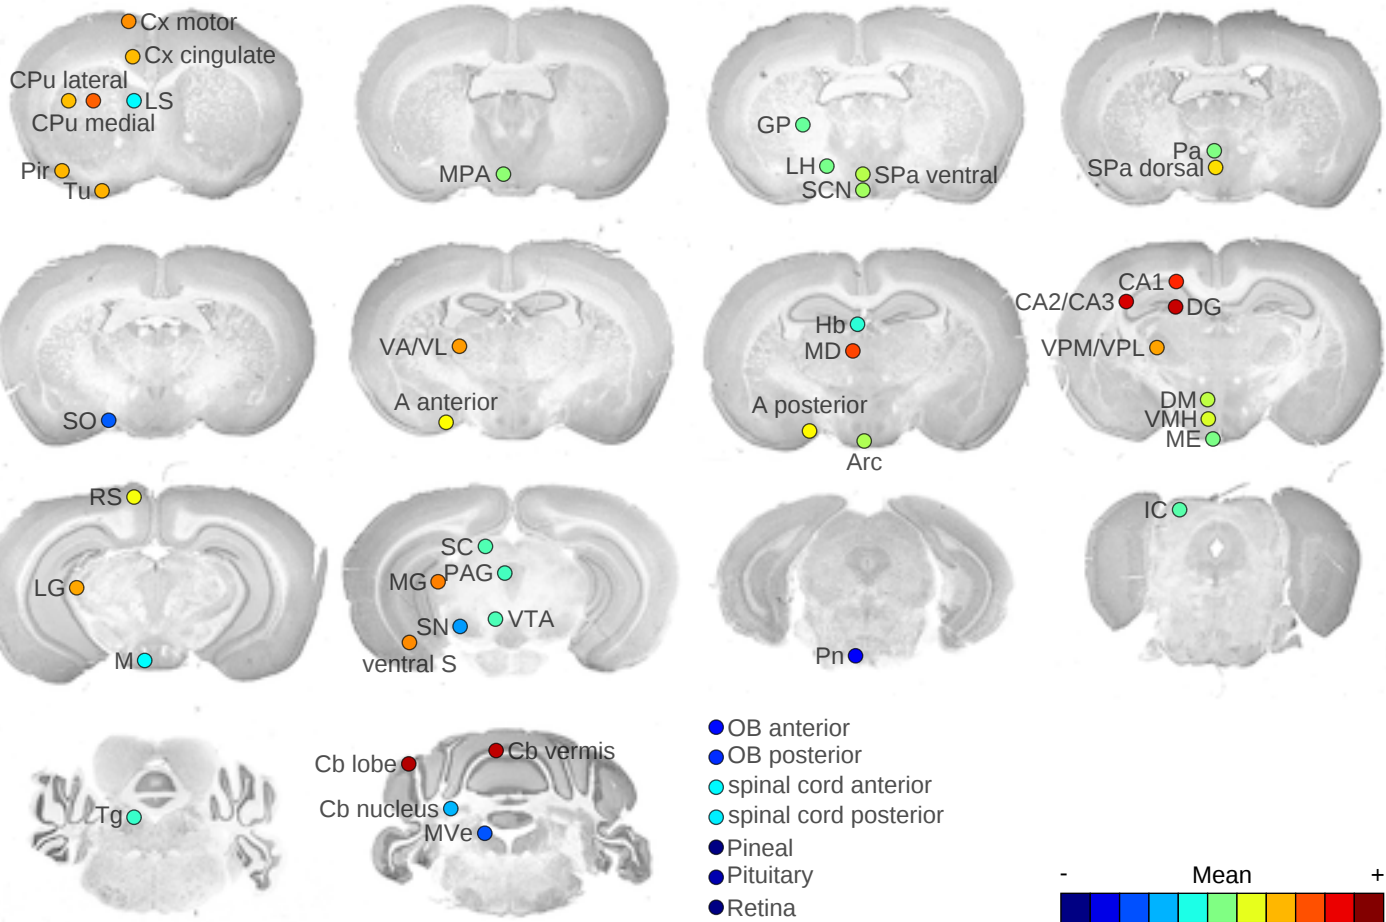 Cx motor
Cx cingulate
CPu lateral
LS
CPu medial
Pir
Tu
MPA
GP
LH
SPa ventral
SCN
Pa
SPa dorsal
SO
VA/VL
A anterior
Hb
MD
A posterior
Arc
CA1
CA2/CA3
DG
VPM/VPL
DM
VMH
ME
RS
LG
M
SC
MG
PAG
SN
VTA
ventral S
Pn
IC
Tg
Cb lobe
Cb vermis
Cb nucleus
MVe
OB anterior
OB posterior
spinal cord anterior
spinal cord posterior
Pineal
Pituitary
Retina
- Mean +